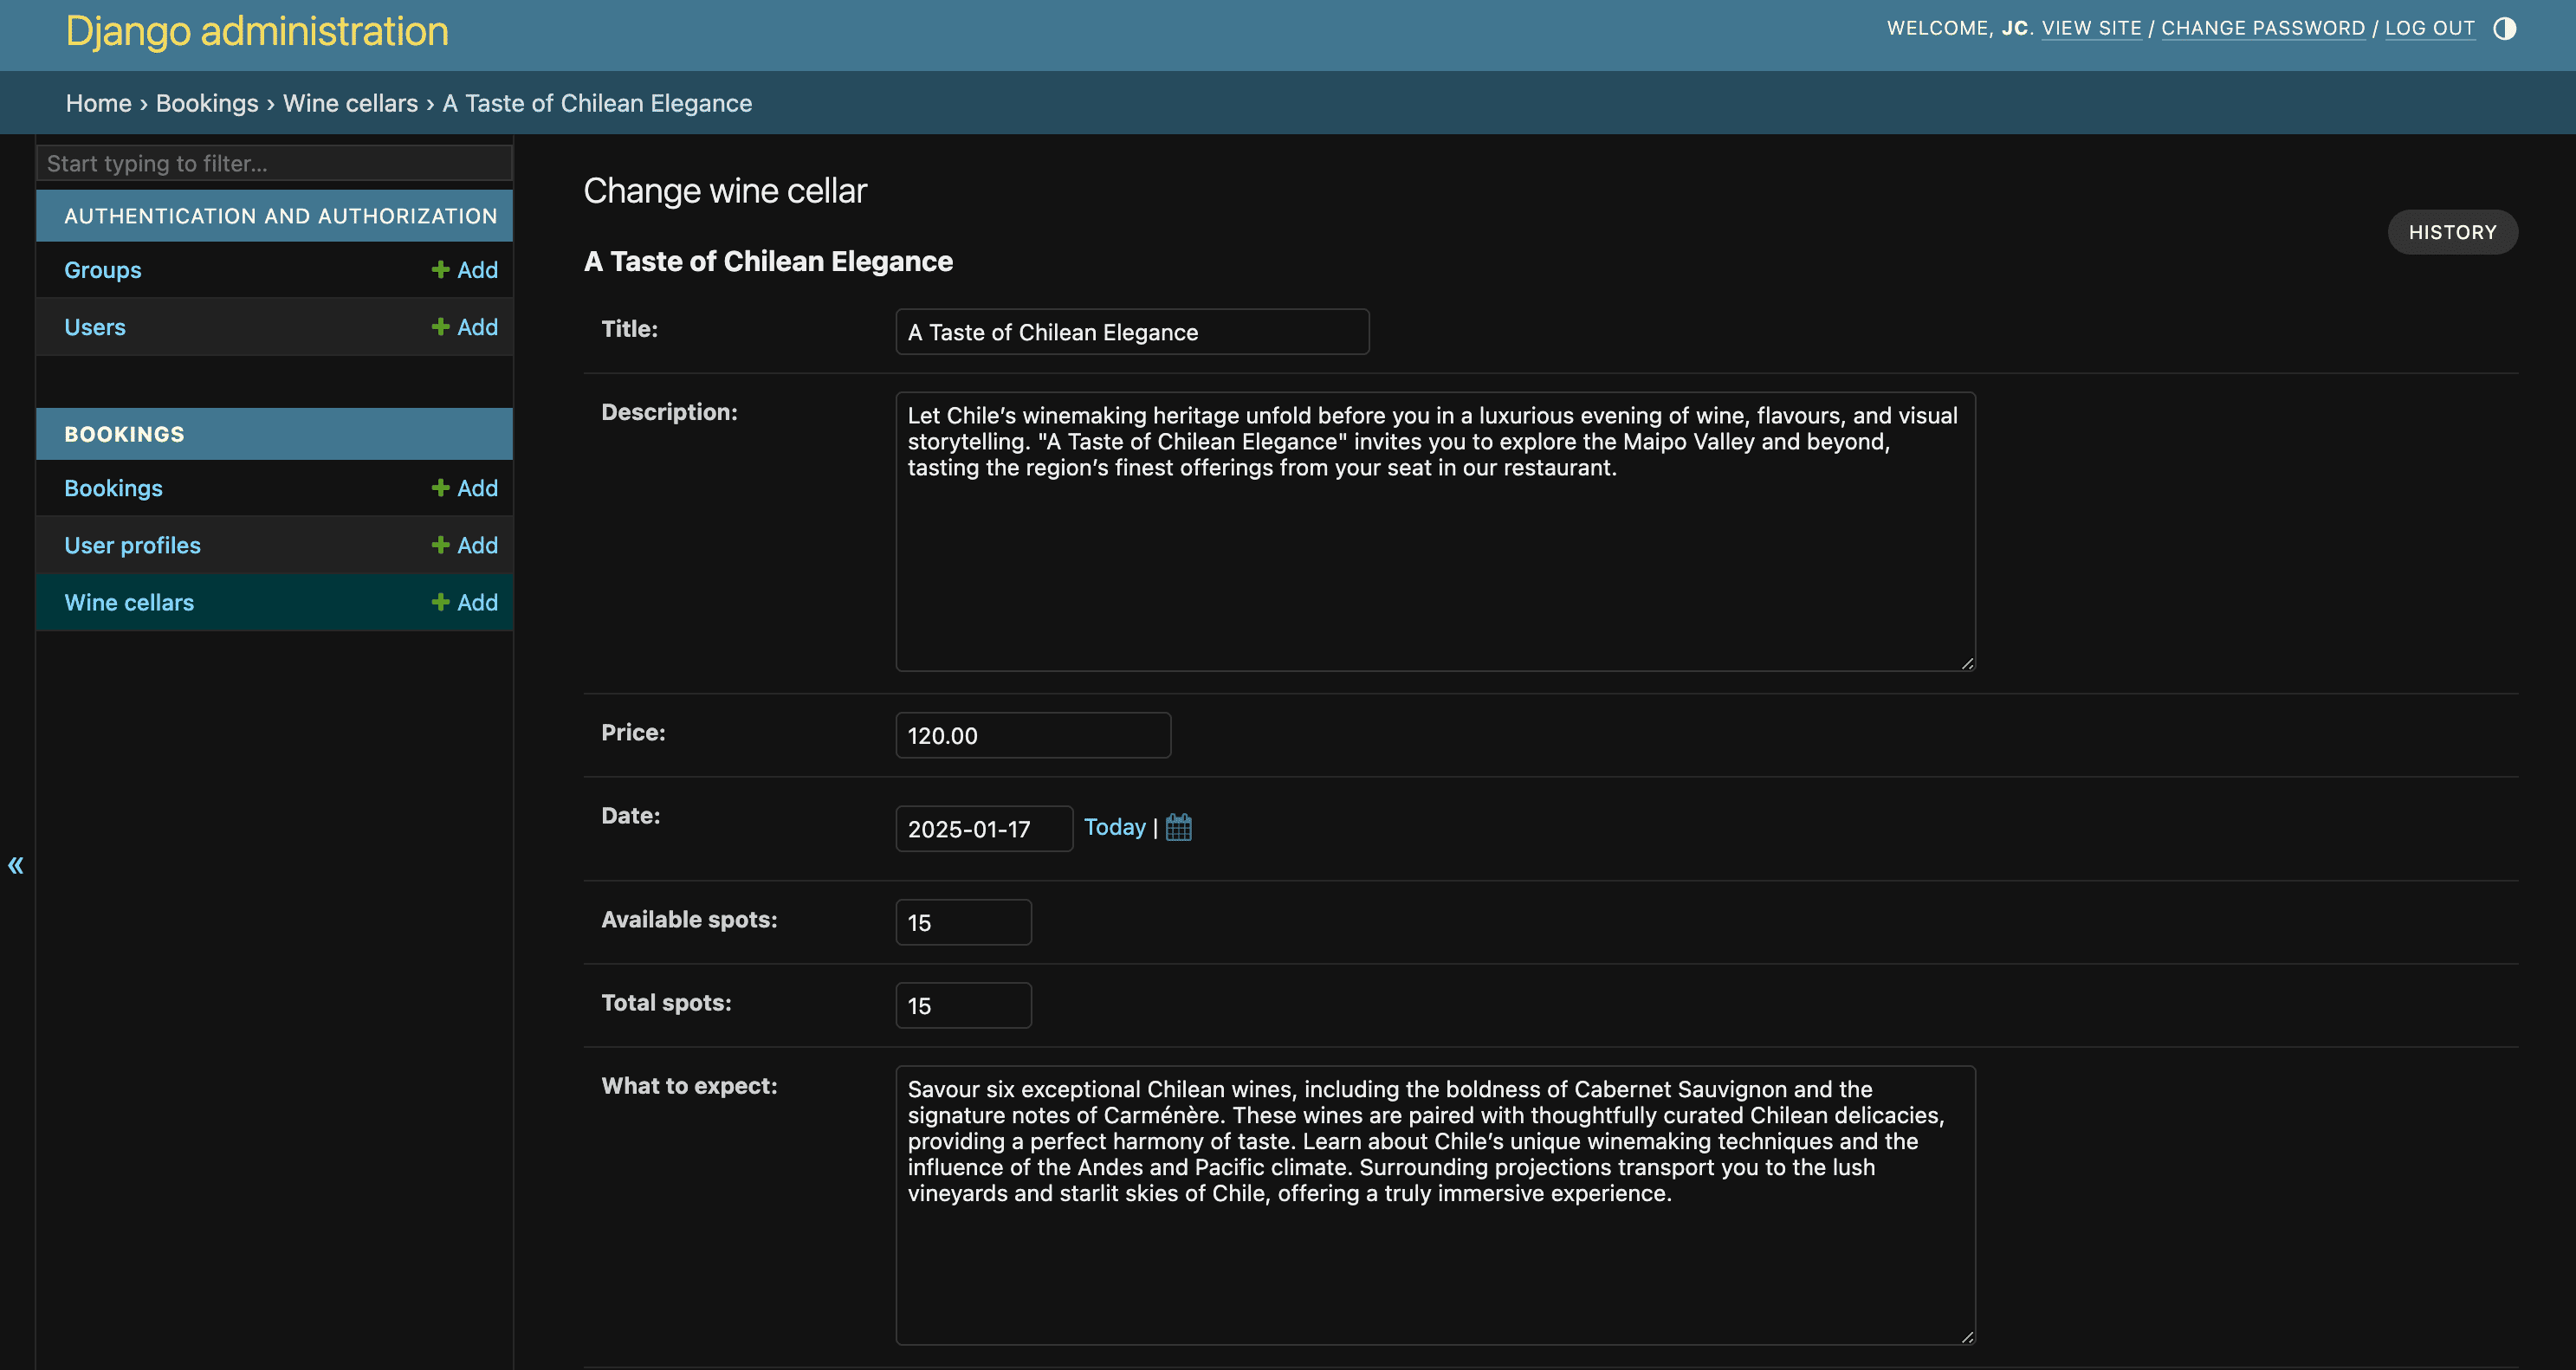 Django administration
WELCOME, JC. VIEW SITE / CHANGE PASSWORD / LOG OUT
Home › Bookings › Wine cellars › A Taste of Chilean Elegance
Start typing to filter...
AUTHENTICATION AND AUTHORIZATION
Groups + Add
Users + Add
BOOKINGS
Bookings + Add
User profiles + Add
Wine cellars + Add
«
Change wine cellar
HISTORY
A Taste of Chilean Elegance
Title: A Taste of Chilean Elegance
Description:
Let Chile’s winemaking heritage unfold before you in a luxurious evening of wine, flavours, and visual
storytelling. "A Taste of Chilean Elegance" invites you to explore the Maipo Valley and beyond,
tasting the region’s finest offerings from your seat in our restaurant.
Price: 120.00
Date: 2025-01-17 Today |
Available spots: 15
Total spots: 15
What to expect:
Savour six exceptional Chilean wines, including the boldness of Cabernet Sauvignon and the
signature notes of Carménère. These wines are paired with thoughtfully curated Chilean delicacies,
providing a perfect harmony of taste. Learn about Chile’s unique winemaking techniques and the
influence of the Andes and Pacific climate. Surrounding projections transport you to the lush
vineyards and starlit skies of Chile, offering a truly immersive experience.